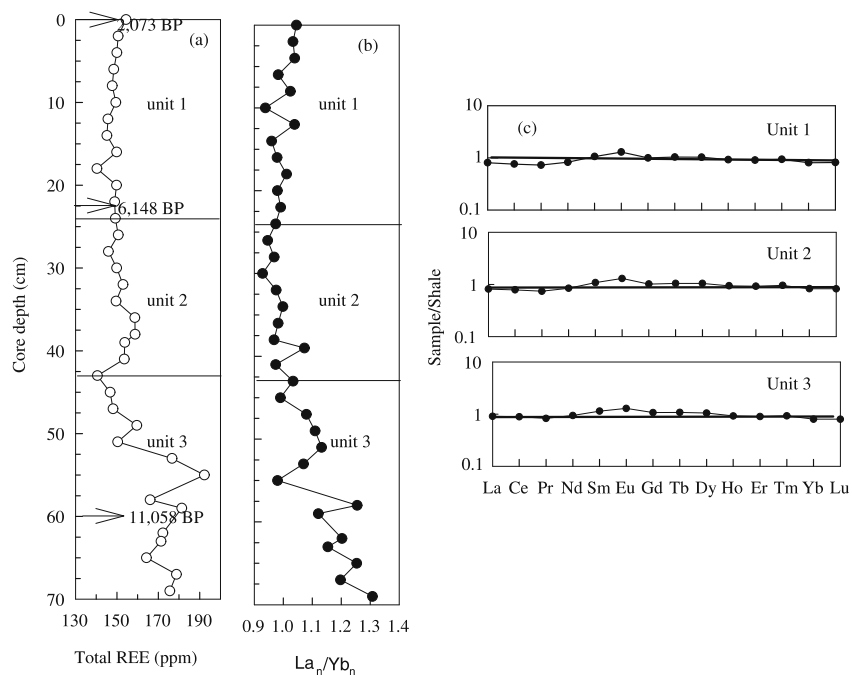 0
10
20
30
40
50
60
70
Core depth (cm)
2,073 BP
(a)
unit 1
6,148 BP
unit 2
unit 3
11,058 BP
130 150 170 190
Total REE (ppm)
(b)
unit 1
unit 2
unit 3
0.9 1.0 1.1 1.2 1.3 1.4
Laₙ/Ybₙ
Sample/Shale
10
(c)
Unit 1
1
0.1
10
Unit 2
1
0.1
10
Unit 3
1
0.1
La Ce Pr Nd Sm Eu Gd Tb Dy Ho Er Tm Yb Lu